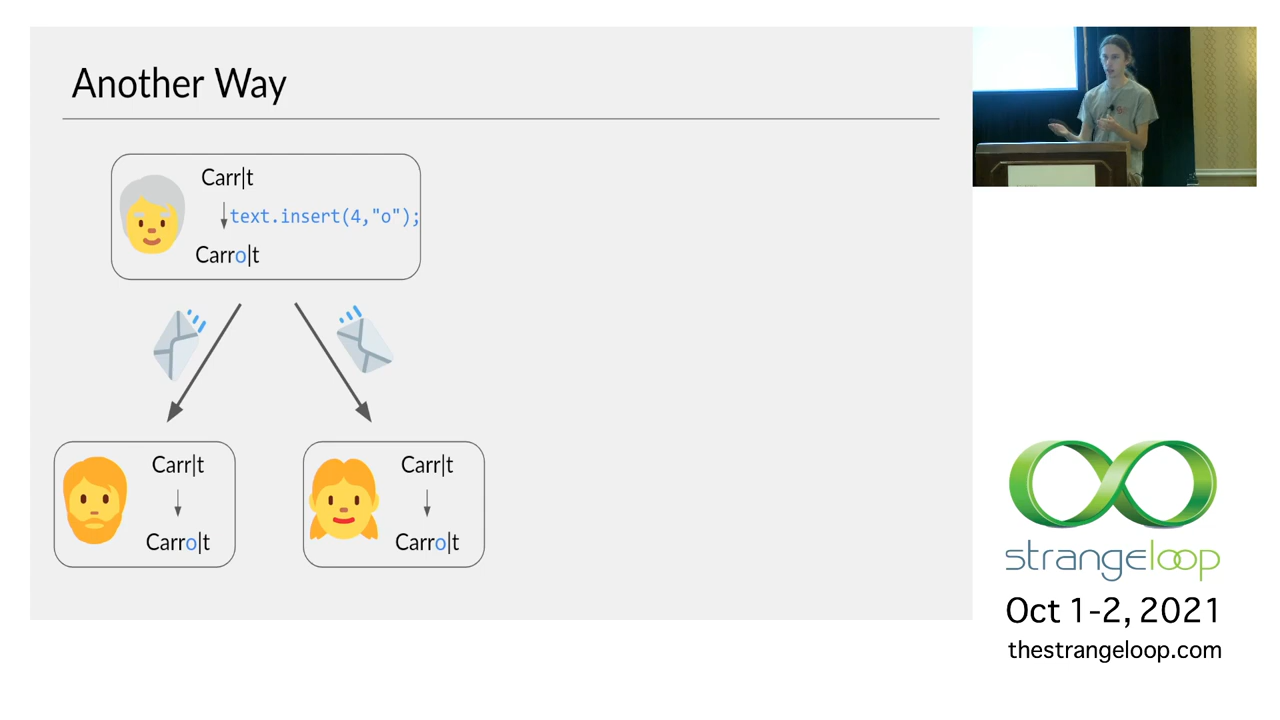 Another Way
Carr|t
text.insert(4,"o");
Carro|t
Carr|t
Carro|t
Carr|t
Carro|t
strangeloop
Oct 1-2, 2021
thestrangeloop.com